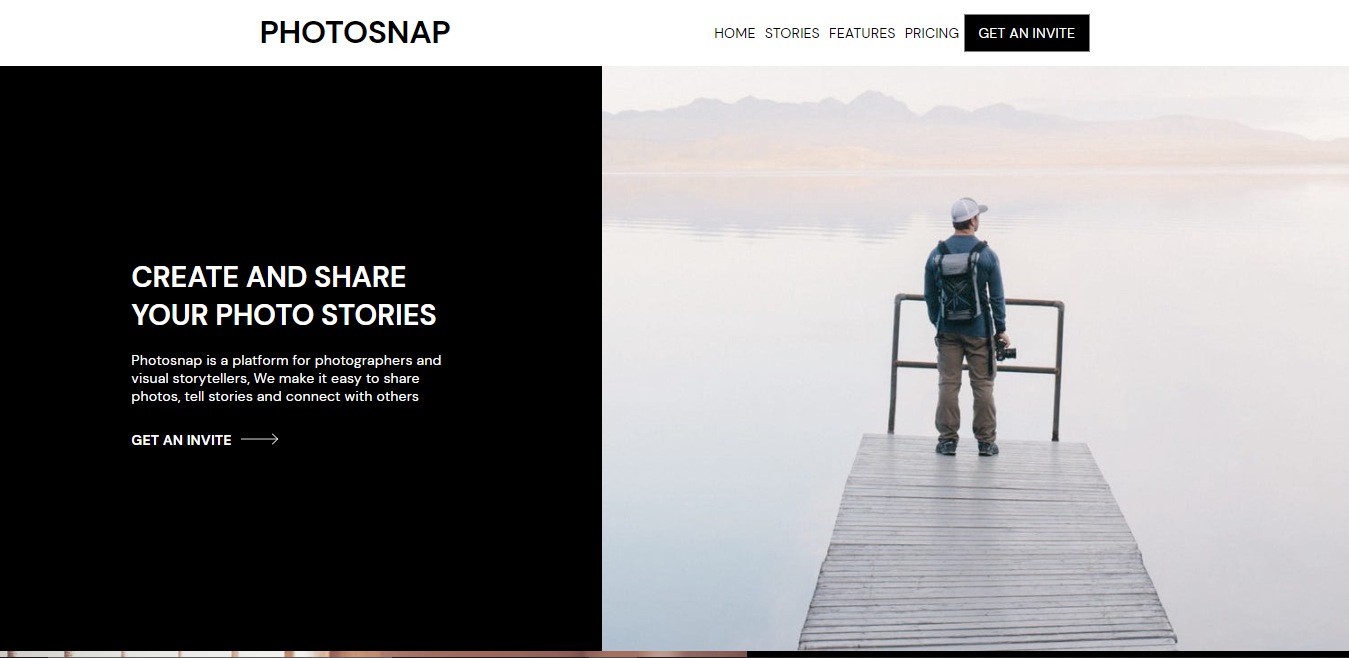 PHOTOSNAP
HOME STORIES FEATURES PRICING GET AN INVITE
CREATE AND SHARE
YOUR PHOTO STORIES
Photosnap is a platform for photographers and
visual storytellers, We make it easy to share
photos, tell stories and connect with others
GET AN INVITE